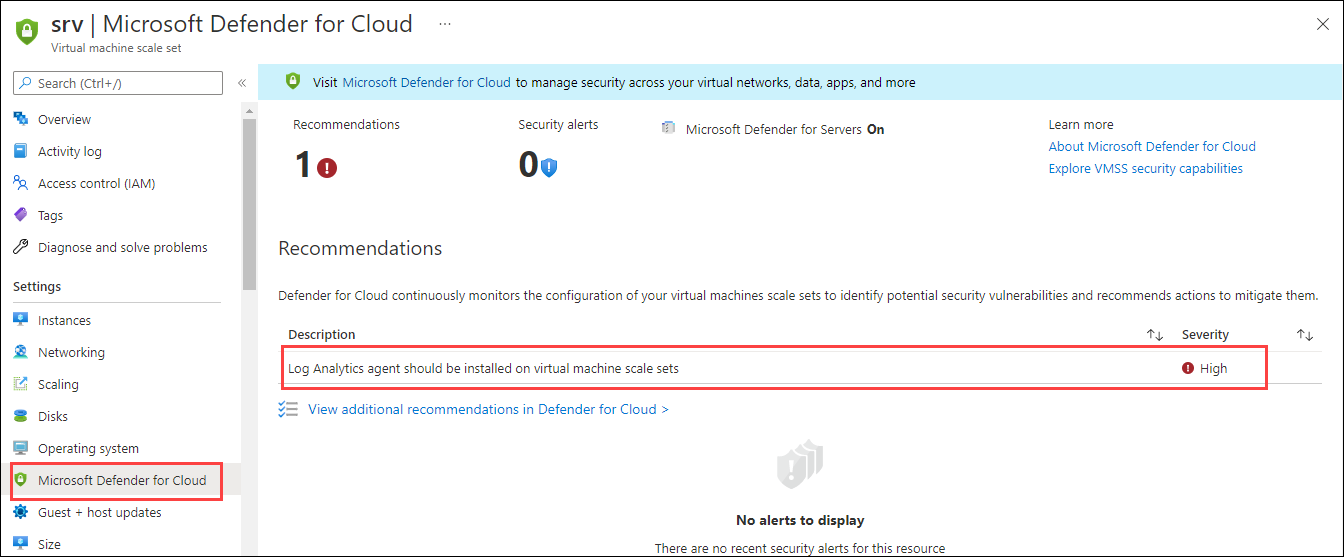 srv | Microsoft Defender for Cloud ...
Virtual machine scale set
Search (Ctrl+/)
Overview
Activity log
Access control (IAM)
Tags
Diagnose and solve problems
Settings
Instances
Networking
Scaling
Disks
Operating system
Microsoft Defender for Cloud
Guest + host updates
Size
Visit Microsoft Defender for Cloud to manage security across your virtual networks, data, apps, and more
Recommendations
1
Security alerts
0
Microsoft Defender for Servers On
Learn more
About Microsoft Defender for Cloud
Explore VMSS security capabilities
Recommendations
Defender for Cloud continuously monitors the configuration of your virtual machines scale sets to identify potential security vulnerabilities and recommends actions to mitigate them.
Description Severity
Log Analytics agent should be installed on virtual machine scale sets High
View additional recommendations in Defender for Cloud >
No alerts to display
There are no recent security alerts for this resource